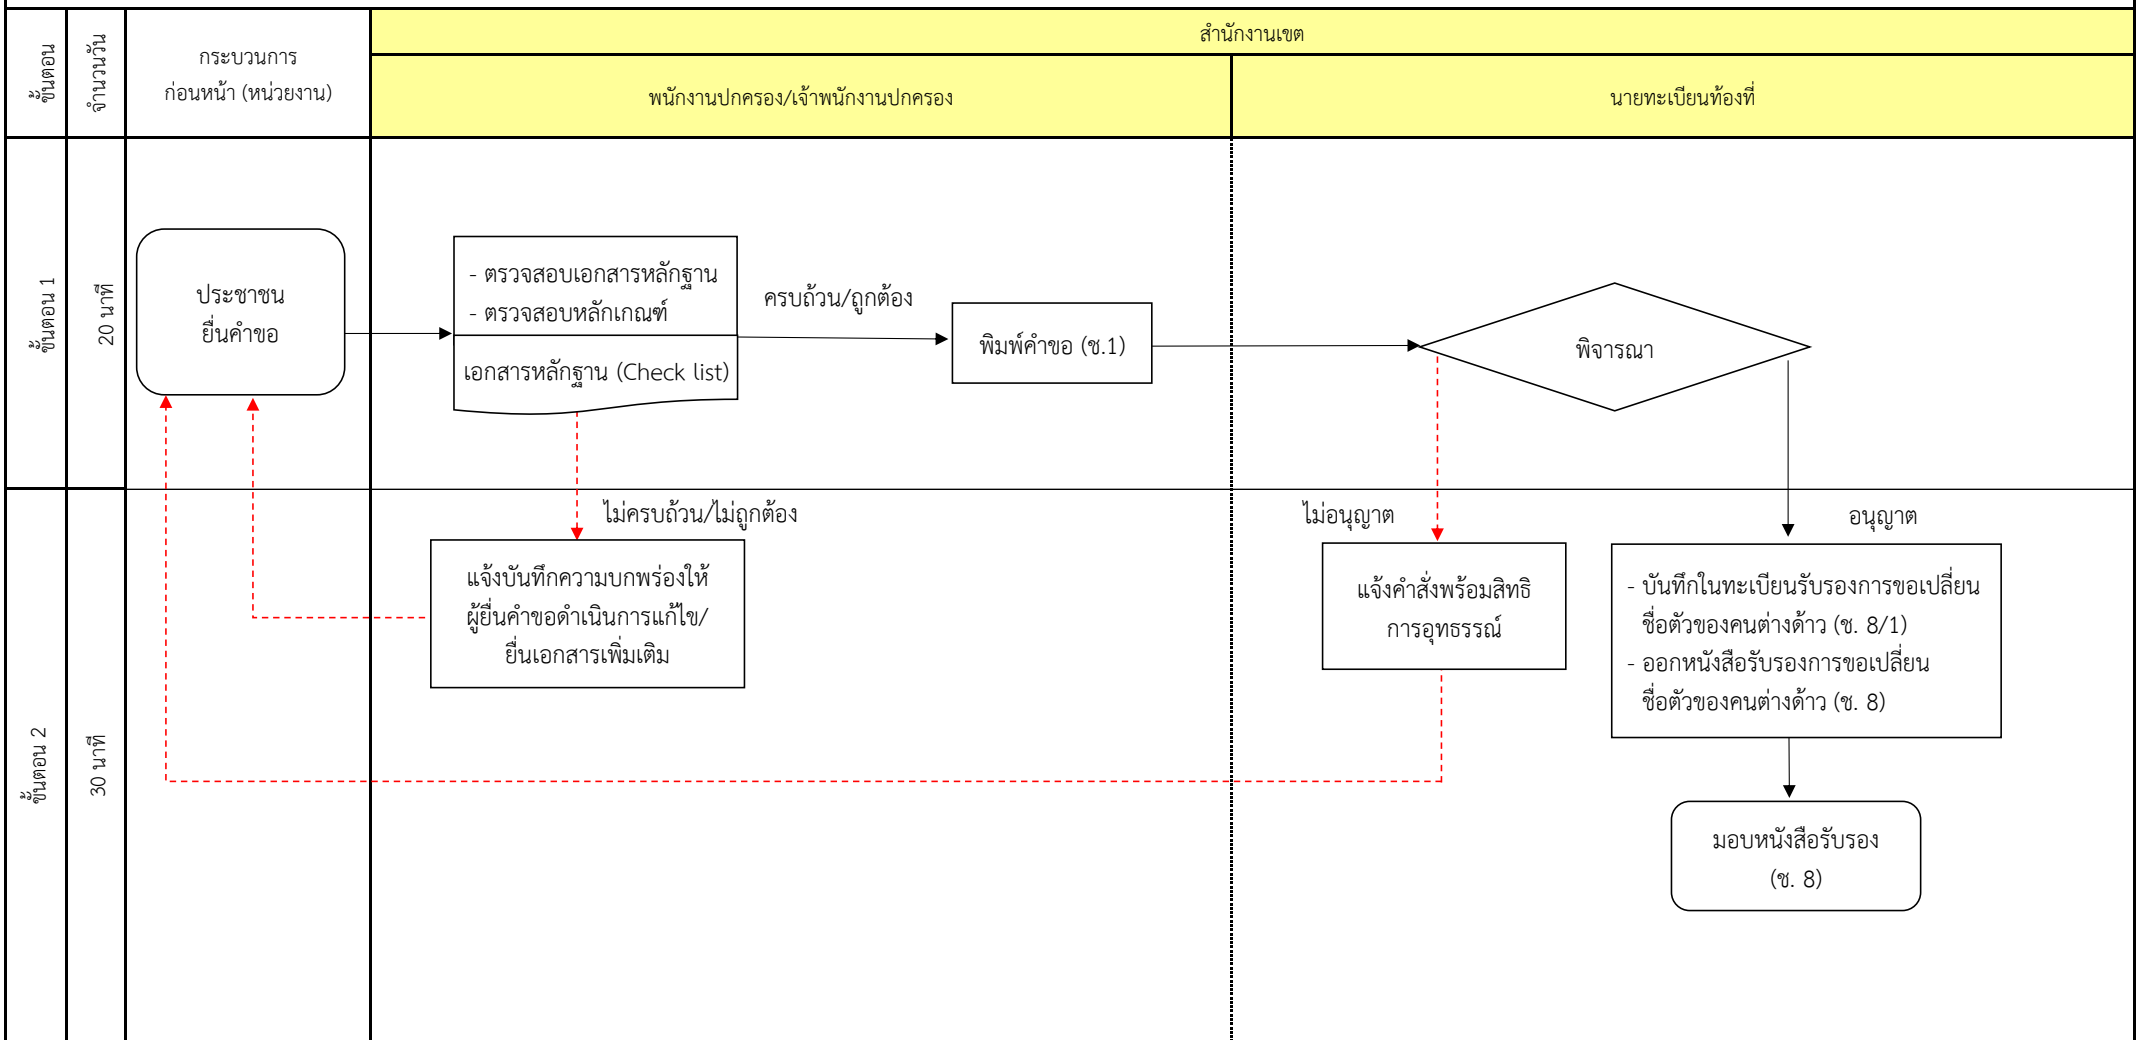 ขั้นตอน
จำนวนวัน
กระบวนการ
ก่อนหน้า (หน่วยงาน)
สำนักงานเขต
พนักงานปกครอง/เจ้าพนักงานปกครอง
นายทะเบียนท้องที่
ขั้นตอน 1
20 นาที
ประชาชน
ยื่นคำขอ
- ตรวจสอบเอกสารหลักฐาน
- ตรวจสอบหลักเกณฑ์
เอกสารหลักฐาน (Check list)
ครบถ้วน/ถูกต้อง
พิมพ์คำขอ (ช.1)
พิจารณา
ขั้นตอน 2
30 นาที
ไม่ครบถ้วน/ไม่ถูกต้อง
แจ้งบันทึกความบกพร่องให้
ผู้ยื่นคำขอดำเนินการแก้ไข/
ยื่นเอกสารเพิ่มเติม
ไม่อนุญาต
แจ้งคำสั่งพร้อมสิทธิ
การอุทธรรณ์
อนุญาต
- บันทึกในทะเบียนรับรองการขอเปลี่ยน
ชื่อตัวของคนต่างด้าว (ช. 8/1)
- ออกหนังสือรับรองการขอเปลี่ยน
ชื่อตัวของคนต่างด้าว (ช. 8)
มอบหนังสือรับรอง
(ช. 8)